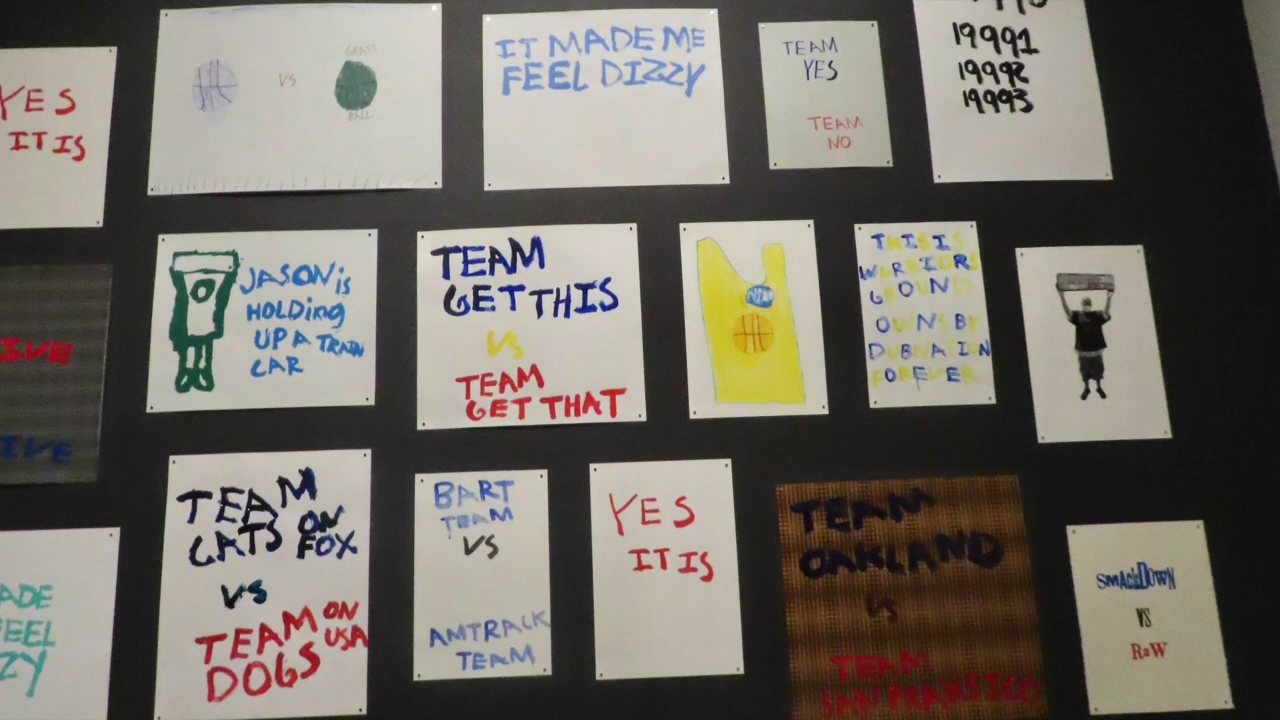 YES
IT IS
VS
GRASS
BALL
IT MADE ME
FEEL DIZZY
TEAM
YES
TEAM
NO
19991
19992
19993
JASON is
HOLDING
UP A TRAIN
CAR
TEAM
GET THIS
VS
TEAM
GET THAT
THIS IS
WARRIORS
GROUND
OWNS BY
DUBNATION
FOREVER
TEAM
CATS ON
FOX
VS
TEAM ON
USA
DOGS
BART
TEAM
VS
AMTRACK
TEAM
YES
IT IS
TEAM
OAKLAND
VS
TEAM
SMACKDOWN
VS
RaW